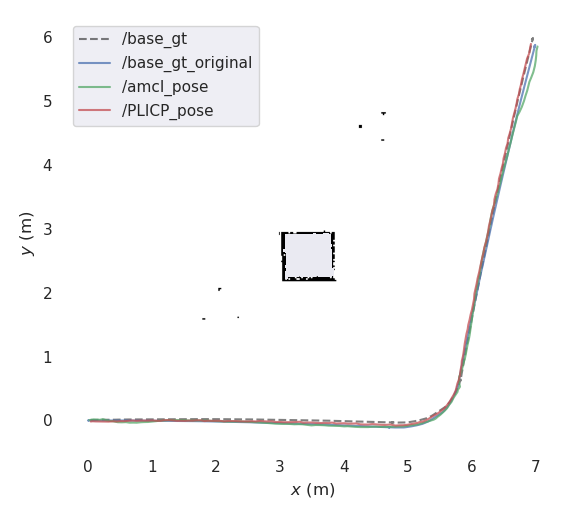 6
5
4
3
2
1
0
y (m)
/base_gt
/base_gt_original
/amcl_pose
/PLICP_pose
0 1 2 3 4 5 6 7
x (m)